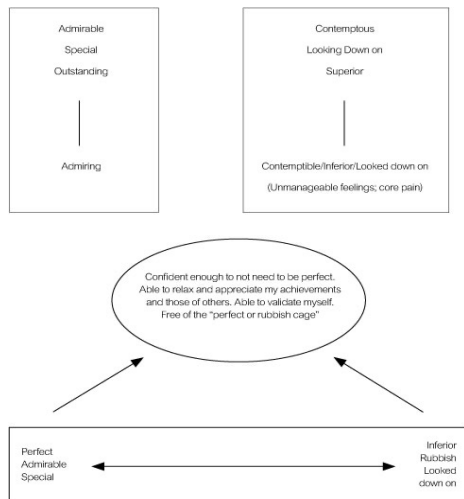 Admirable
Special
Outstanding
Admiring
Contemptous
Looking Down on
Superior
Contemptible/Inferior/Looked down on
(Unmanageable feelings; core pain)
Confident enough to not need to be perfect.
Able to relax and appreciate my achievements
and those of others. Able to validate myself.
Free of the “perfect or rubbish cage”
Perfect
Admirable
Special
Inferior
Rubbish
Looked
down on